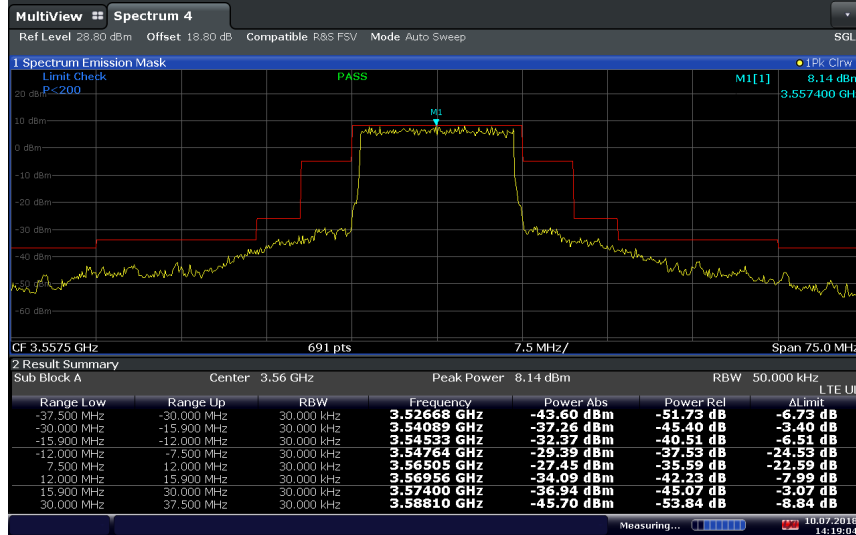 MultiView Spectrum 4
Ref Level 28.80 dBm Offset 18.80 dB Compatible R&S FSV Mode Auto Sweep
SGL
1 Spectrum Emission Mask
1Pk Clrw
Limit Check PASS M1[1] 8.14 dBm
P<200 3.557400 GHz
20 dBm
M1
10 dBm
0 dBm
-10 dBm
-20 dBm
-30 dBm
-40 dBm
-50 dBm
-60 dBm
CF 3.5575 GHz 691 pts 7.5 MHz/ Span 75.0 MHz
2 Result Summary
Sub Block A Center 3.56 GHz Peak Power 8.14 dBm RBW 50.000 kHz
LTE UL
Range Low Range Up RBW Frequency Power Abs Power Rel ΔLimit
-37.500 MHz -30.000 MHz 30.000 kHz 3.52668 GHz -43.60 dBm -51.73 dB -6.73 dB
-30.000 MHz -15.900 MHz 30.000 kHz 3.54089 GHz -37.26 dBm -45.40 dB -3.40 dB
-15.900 MHz -12.000 MHz 30.000 kHz 3.54533 GHz -32.37 dBm -40.51 dB -6.51 dB
-12.000 MHz -7.500 MHz 30.000 kHz 3.54764 GHz -29.39 dBm -37.53 dB -24.53 dB
7.500 MHz 12.000 MHz 30.000 kHz 3.56505 GHz -27.45 dBm -35.59 dB -22.59 dB
12.000 MHz 15.900 MHz 30.000 kHz 3.56956 GHz -34.09 dBm -42.23 dB -7.99 dB
15.900 MHz 30.000 MHz 30.000 kHz 3.57400 GHz -36.94 dBm -45.07 dB -3.07 dB
30.000 MHz 37.500 MHz 30.000 kHz 3.58810 GHz -45.70 dBm -53.84 dB -8.84 dB
Measuring... 10.07.2018
14:19:04